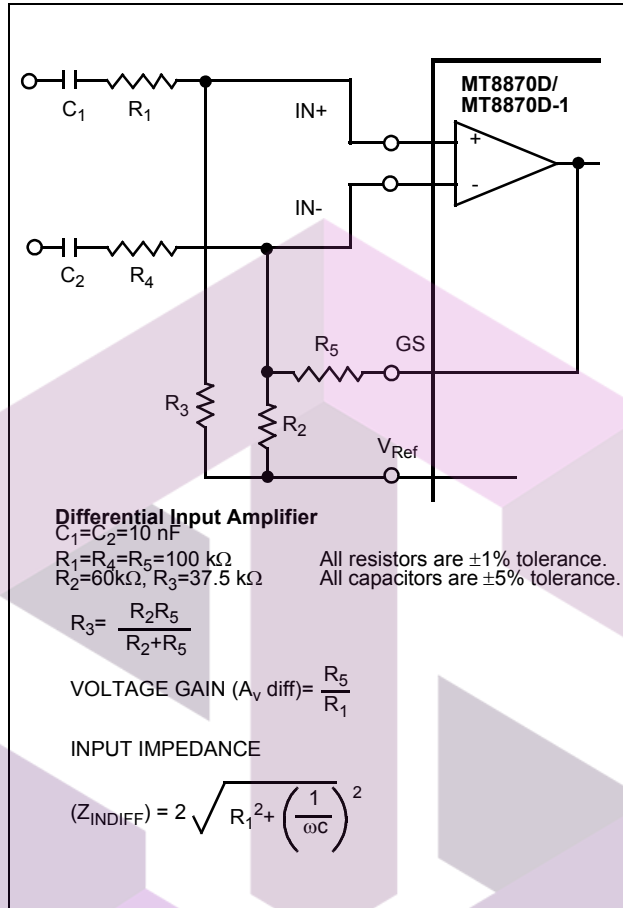 MT8870D/
MT8870D-1
C1 R1 IN+
+
-
IN-
C2 R4
R5 GS
R3 R2
VRef
Differential Input Amplifier
C1=C2=10 nF
R1=R4=R5=100 kΩ All resistors are ±1% tolerance.
R2=60kΩ, R3=37.5 kΩ All capacitors are ±5% tolerance.
R3= R2R5
R2+R5
VOLTAGE GAIN (Av diff)= R5
R1
INPUT IMPEDANCE
(ZINDIFF) = 2 √ R1²+ (1/ωc)²